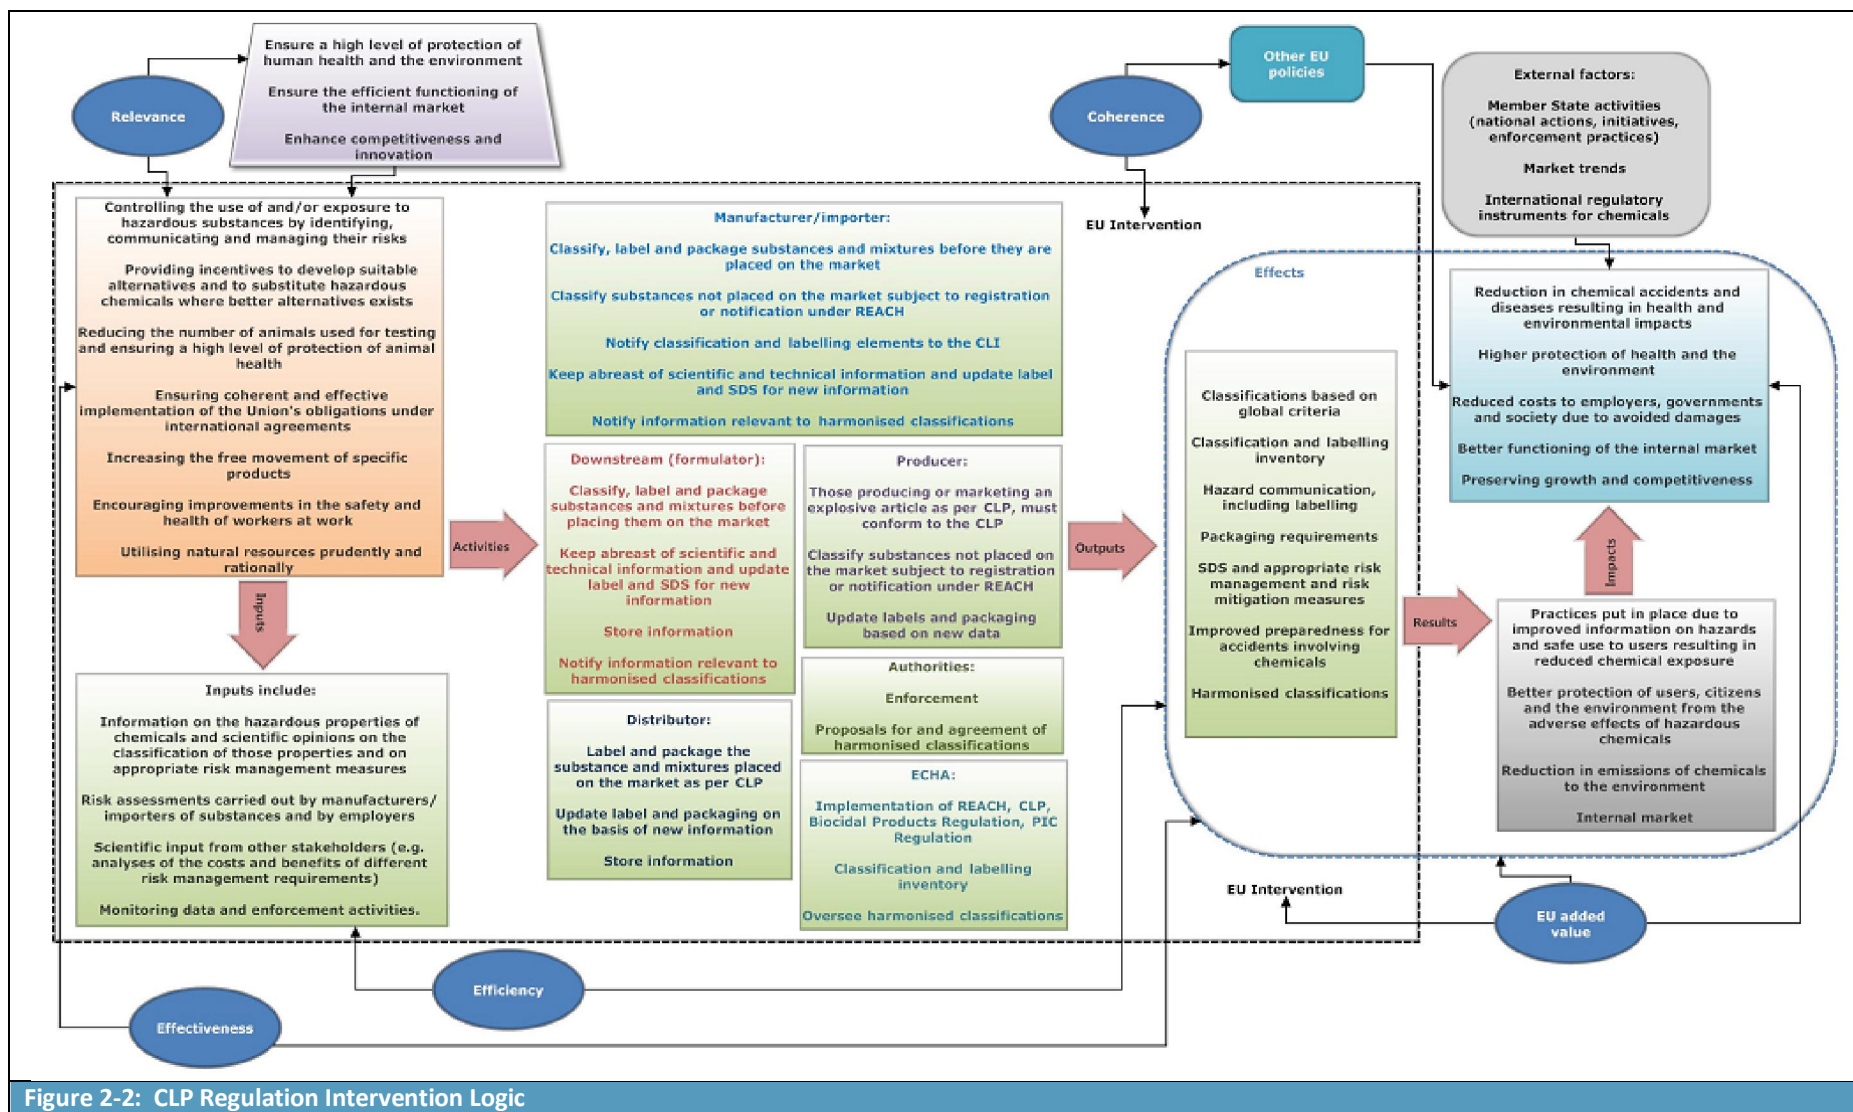 Ensure a high level of protection of
human health and the environment
Ensure the efficient functioning of
the internal market
Enhance competitiveness and
innovation
Relevance
Coherence
Other EU
policies
External factors:
Member State activities
(national actions, initiatives,
enforcement practices)
Market trends
International regulatory
instruments for chemicals
Controlling the use of and/or exposure to
hazardous substances by identifying,
communicating and managing their risks
Providing incentives to develop suitable
alternatives and to substitute hazardous
chemicals where better alternatives exists
Reducing the number of animals used for testing
and ensuring a high level of protection of animal
health
Ensuring coherent and effective
implementation of the Union's obligations under
international agreements
Increasing the free movement of specific
products
Encouraging improvements in the safety and
health of workers at work
Utilising natural resources prudently and
rationally
Inputs
Inputs include:
Information on the hazardous properties of
chemicals and scientific opinions on the
classification of those properties and on
appropriate risk management measures
Risk assessments carried out by manufacturers/
importers of substances and by employers
Scientific input from other stakeholders (e.g.
analyses of the costs and benefits of different
risk management requirements)
Monitoring data and enforcement activities.
Activities
Manufacturer/importer:
Classify, label and package substances and mixtures before they are
placed on the market
Classify substances not placed on the market subject to registration
or notification under REACH
Notify classification and labelling elements to the CLI
Keep abreast of scientific and technical information and update label
and SDS for new information
Notify information relevant to harmonised classifications
Downstream (formulator):
Classify, label and package
substances and mixtures before
placing them on the market
Keep abreast of scientific and
technical information and update
label and SDS for new
information
Store information
Notify information relevant to
harmonised classifications
Producer:
Those producing or marketing an
explosive article as per CLP, must
conform to the CLP
Classify substances not placed on
the market subject to registration
or notification under REACH
Update labels and packaging
based on new data
Authorities:
Enforcement
Proposals for and agreement of
harmonised classifications
Distributor:
Label and package the
substance and mixtures placed
on the market as per CLP
Update label and packaging on
the basis of new information
Store information
ECHA:
Implementation of REACH, CLP,
Biocidal Products Regulation, PIC
Regulation
Classification and labelling
inventory
Oversee harmonised classifications
EU Intervention
Outputs
Effects
Classifications based on
global criteria
Classification and labelling
inventory
Hazard communication,
including labelling
Packaging requirements
SDS and appropriate risk
management and risk
mitigation measures
Improved preparedness for
accidents involving
chemicals
Harmonised classifications
Results
Reduction in chemical accidents and
diseases resulting in health and
environmental impacts
Higher protection of health and the
environment
Reduced costs to employers, governments
and society due to avoided damages
Better functioning of the internal market
Preserving growth and competitiveness
Impacts
Practices put in place due to
improved information on hazards
and safe use to users resulting in
reduced chemical exposure
Better protection of users, citizens
and the environment from the
adverse effects of hazardous
chemicals
Reduction in emissions of chemicals
to the environment
Internal market
EU Intervention
EU added
value
Efficiency
Effectiveness
Figure 2-2: CLP Regulation Intervention Logic